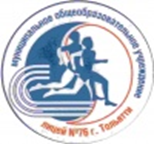 муниципальное общеобразовательное учреждение
лицей №76 г. Тольятти